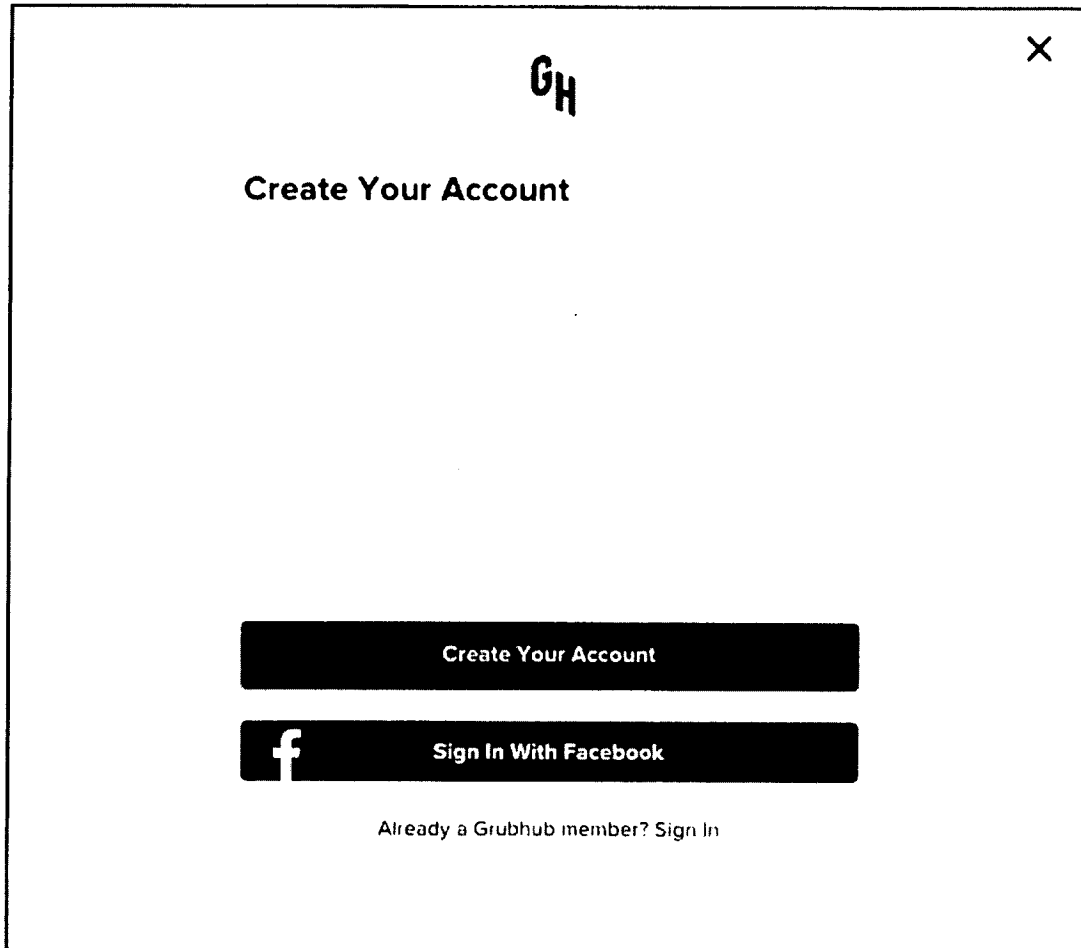 GH
Create Your Account
Create Your Account
Sign In With Facebook
Already a Grubhub member? Sign In